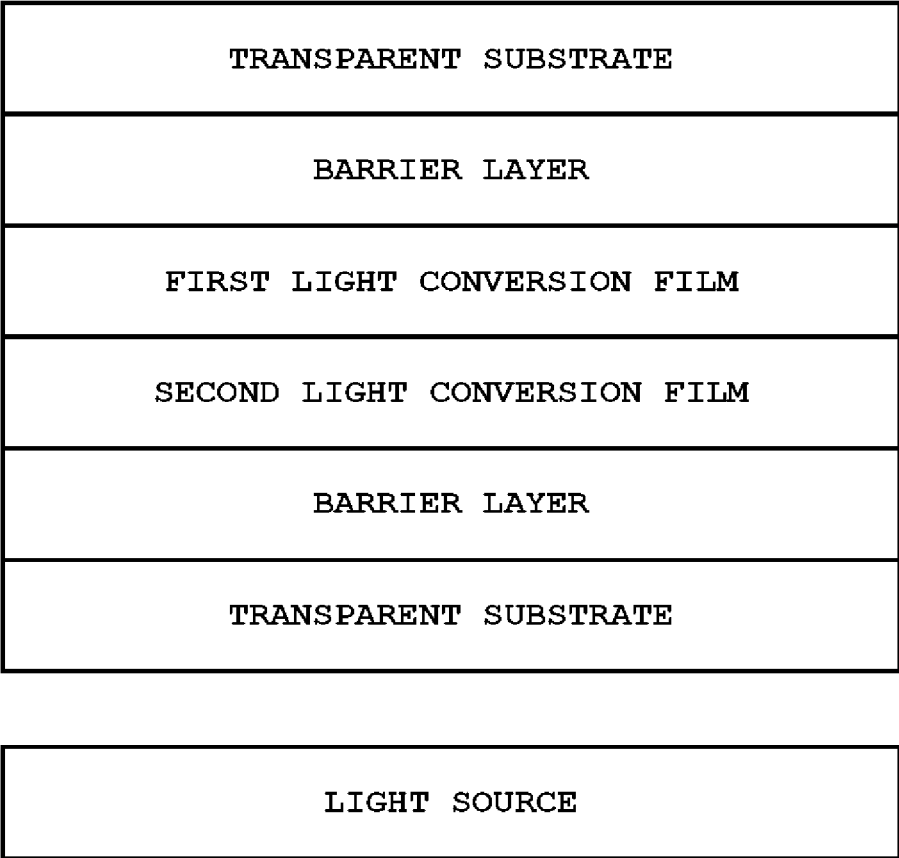 TRANSPARENT SUBSTRATE
BARRIER LAYER
FIRST LIGHT CONVERSION FILM
SECOND LIGHT CONVERSION FILM
BARRIER LAYER
TRANSPARENT SUBSTRATE
LIGHT SOURCE